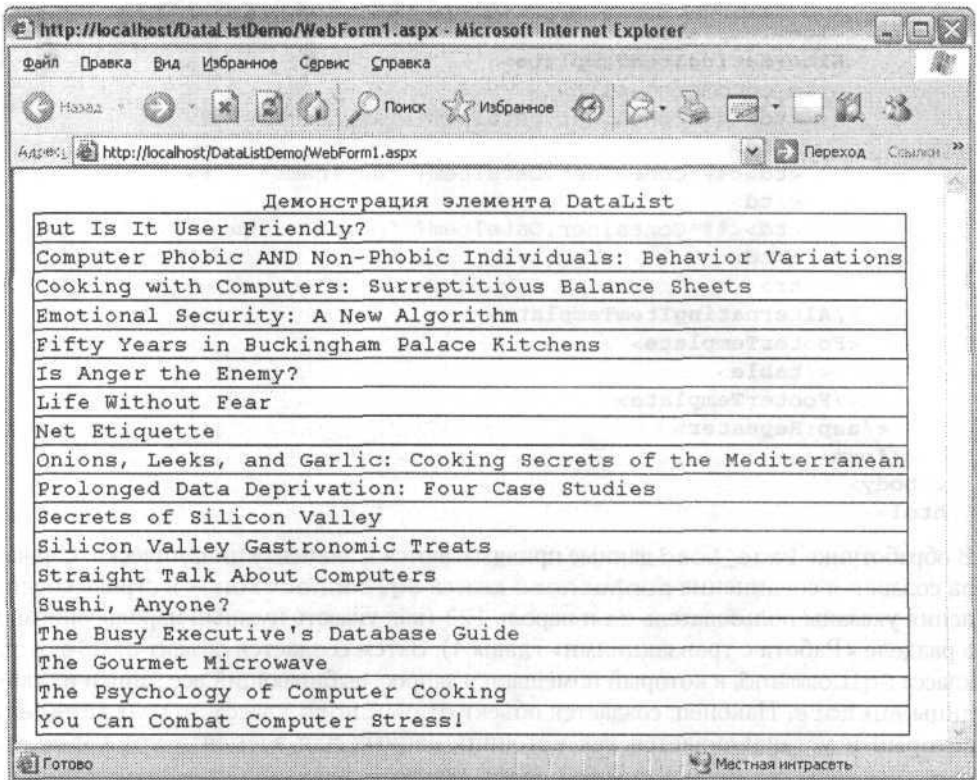 http://localhost/DataListDemo/WebForm1.aspx - Microsoft Internet Explorer
Файл Правка Вид Избранное Сервис Справка
Назад Поиск Избранное
Адрес: http://localhost/DataListDemo/WebForm1.aspx Переход Ссылки »
Демонстрация элемента DataList
But Is It User Friendly?
Computer Phobic AND Non-Phobic Individuals: Behavior Variations
Cooking with Computers: Surreptitious Balance Sheets
Emotional Security: A New Algorithm
Fifty Years in Buckingham Palace Kitchens
Is Anger the Enemy?
Life Without Fear
Net Etiquette
Onions, Leeks, and Garlic: Cooking Secrets of the Mediterranean
Prolonged Data Deprivation: Four Case Studies
Secrets of Silicon Valley
Silicon Valley Gastronomic Treats
Straight Talk About Computers
Sushi, Anyone?
The Busy Executive's Database Guide
The Gourmet Microwave
The Psychology of Computer Cooking
You Can Combat Computer Stress!
Готово Местная интрасеть